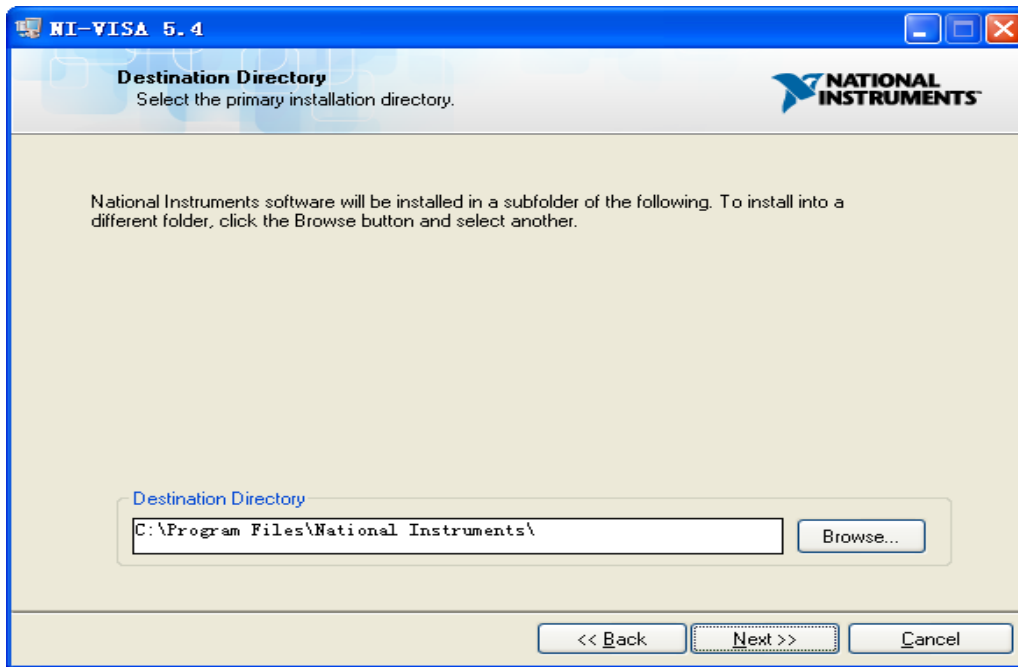 NI-VISA 5.4
Destination Directory
Select the primary installation directory.
NATIONAL
INSTRUMENTS
National Instruments software will be installed in a subfolder of the following. To install into a
different folder, click the Browse button and select another.
Destination Directory
C:\Program Files\National Instruments\
Browse...
<< Back
Next >>
Cancel